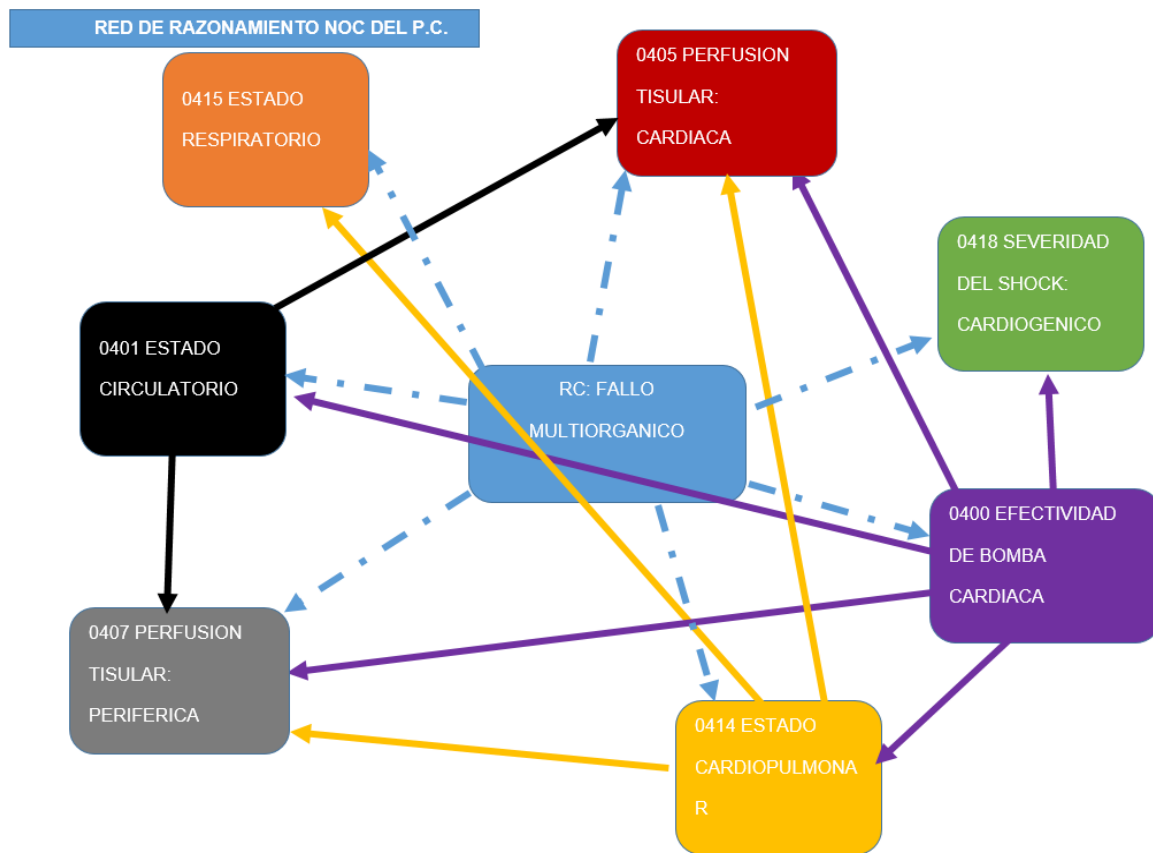 RED DE RAZONAMIENTO NOC DEL P.C.
0415 ESTADO
RESPIRATORIO
0405 PERFUSION
TISULAR:
CARDIACA
0418 SEVERIDAD
DEL SHOCK:
CARDIOGENICO
0401 ESTADO
CIRCULATORIO
RC: FALLO
MULTIORGANICO
0400 EFECTIVIDAD
DE BOMBA
CARDIACA
0407 PERFUSION
TISULAR:
PERIFERICA
0414 ESTADO
CARDIOPULMONA
R